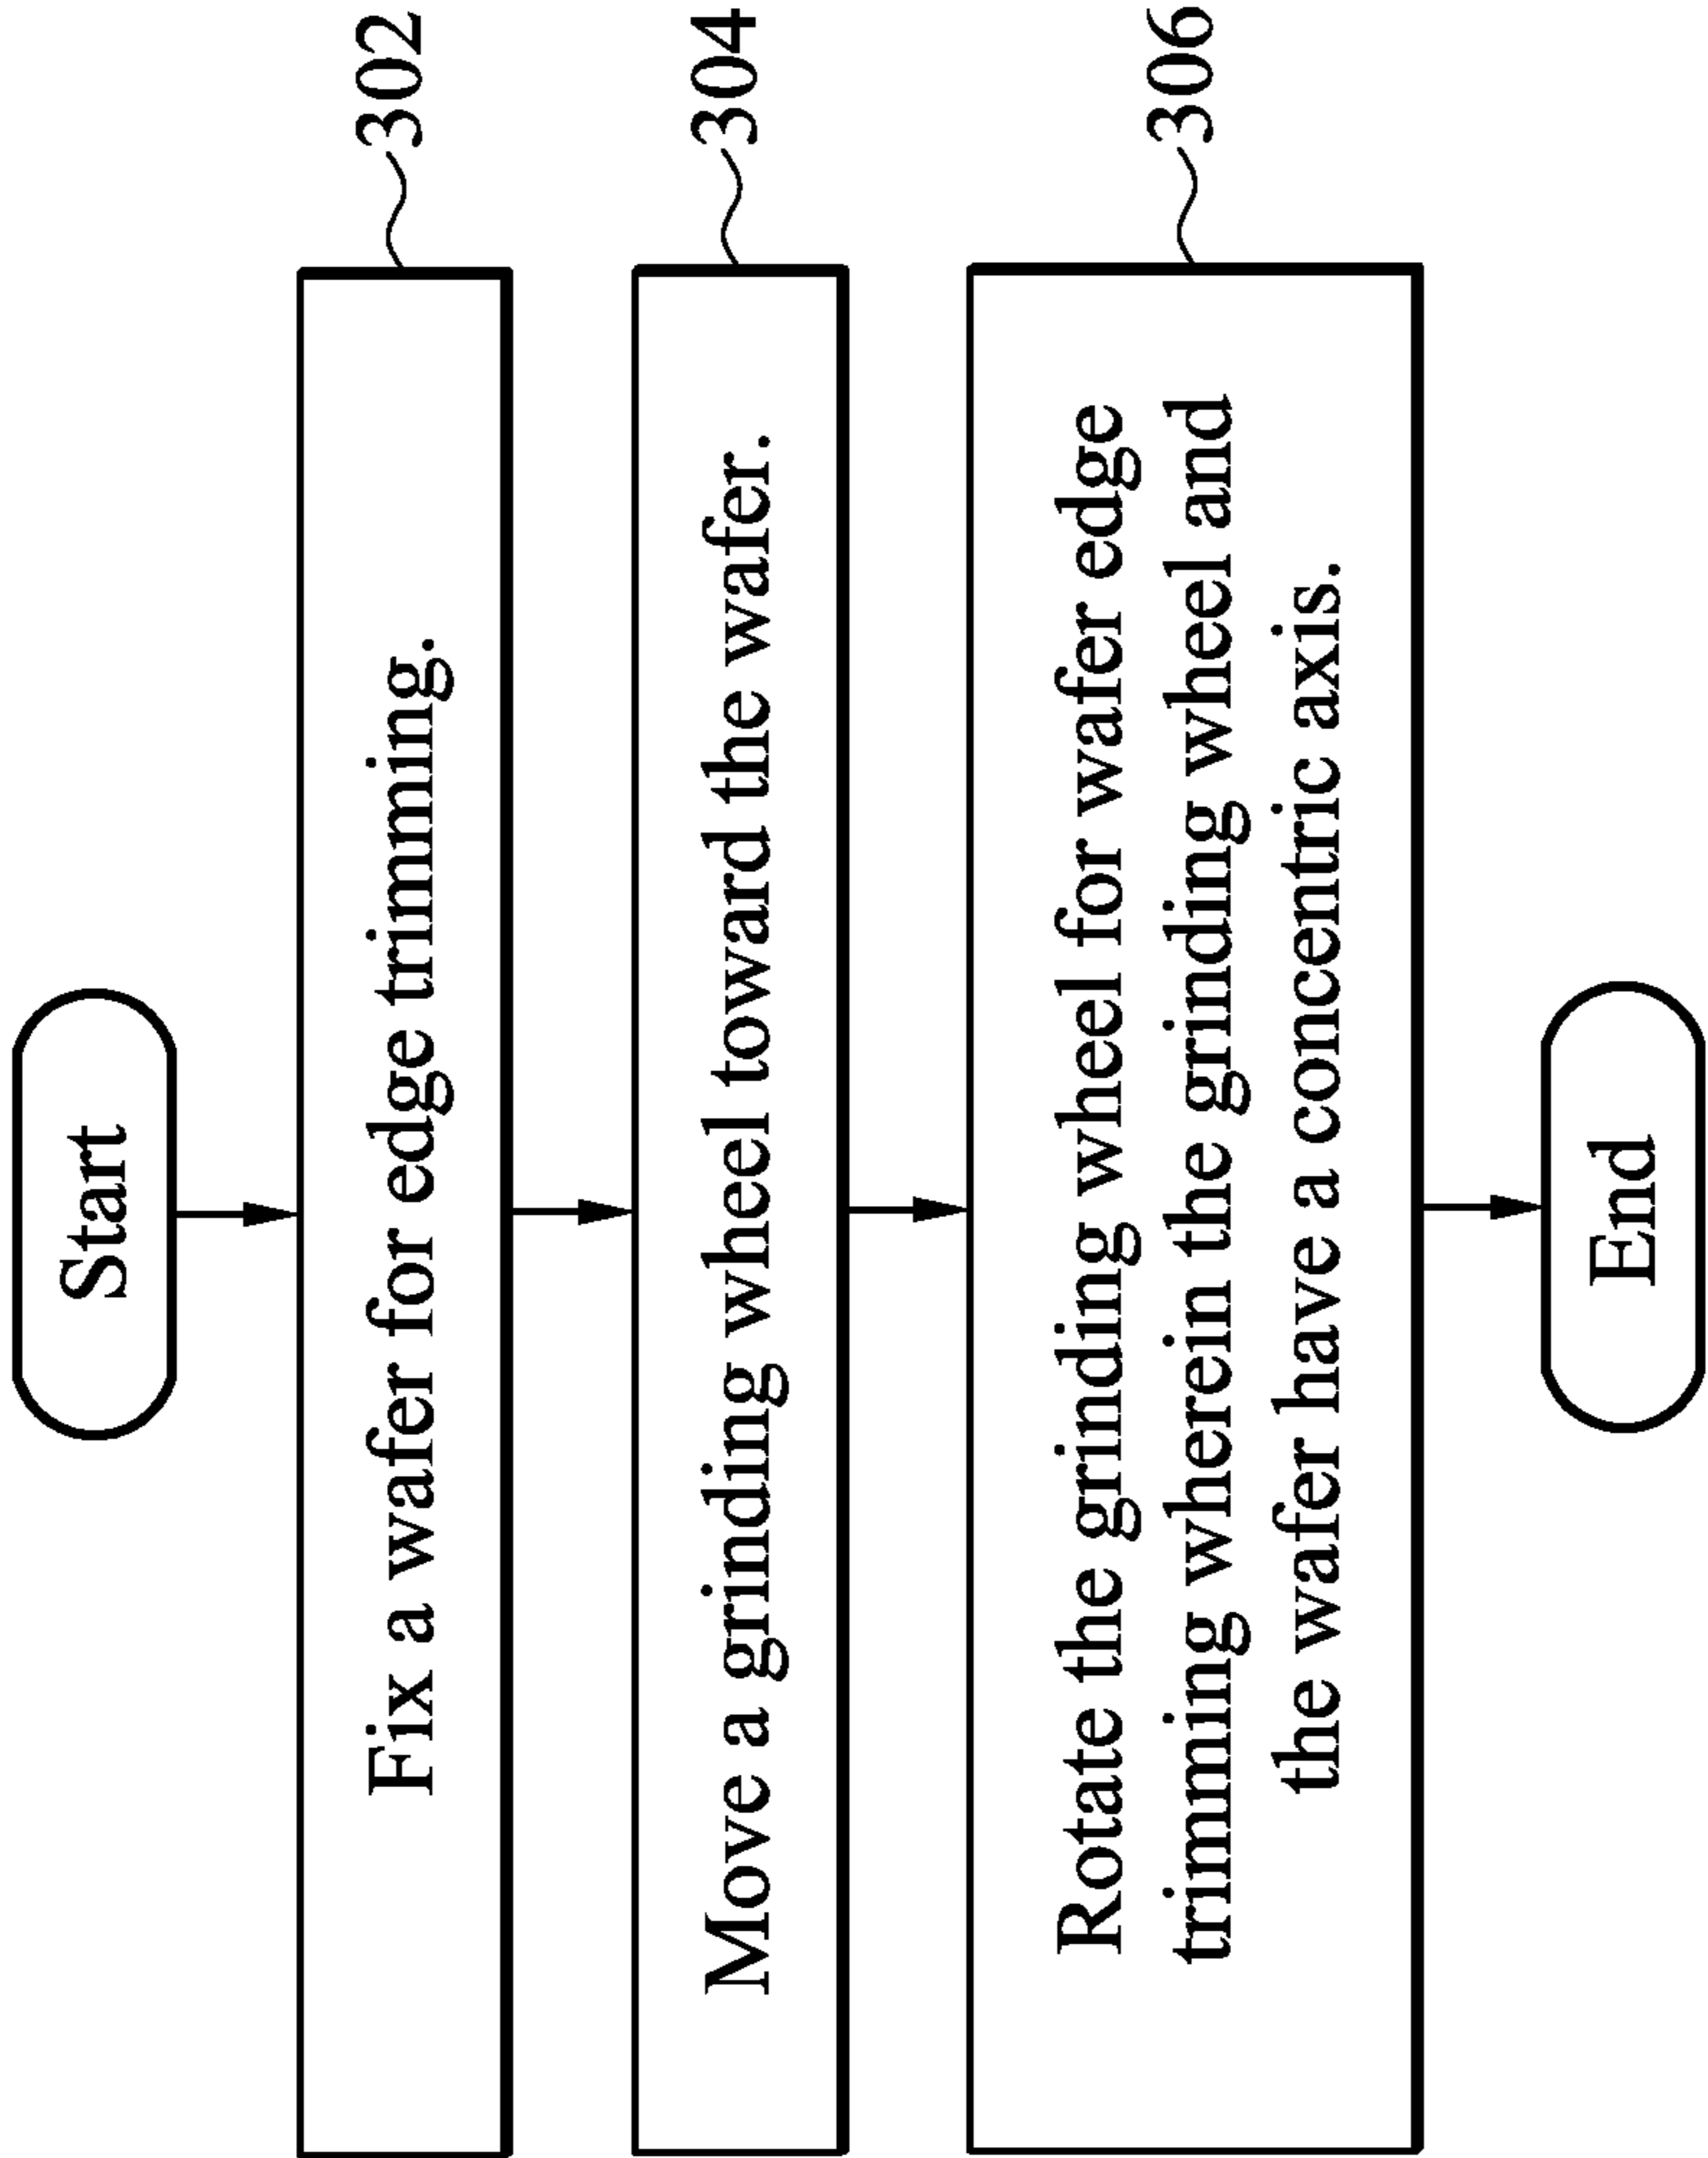 Start
Fix a wafer for edge trimming.
302
Move a grinding wheel toward the wafer.
304
Rotate the grinding wheel for wafer edge
trimming wherein the grinding wheel and
the wafer have a concentric axis.
306
End